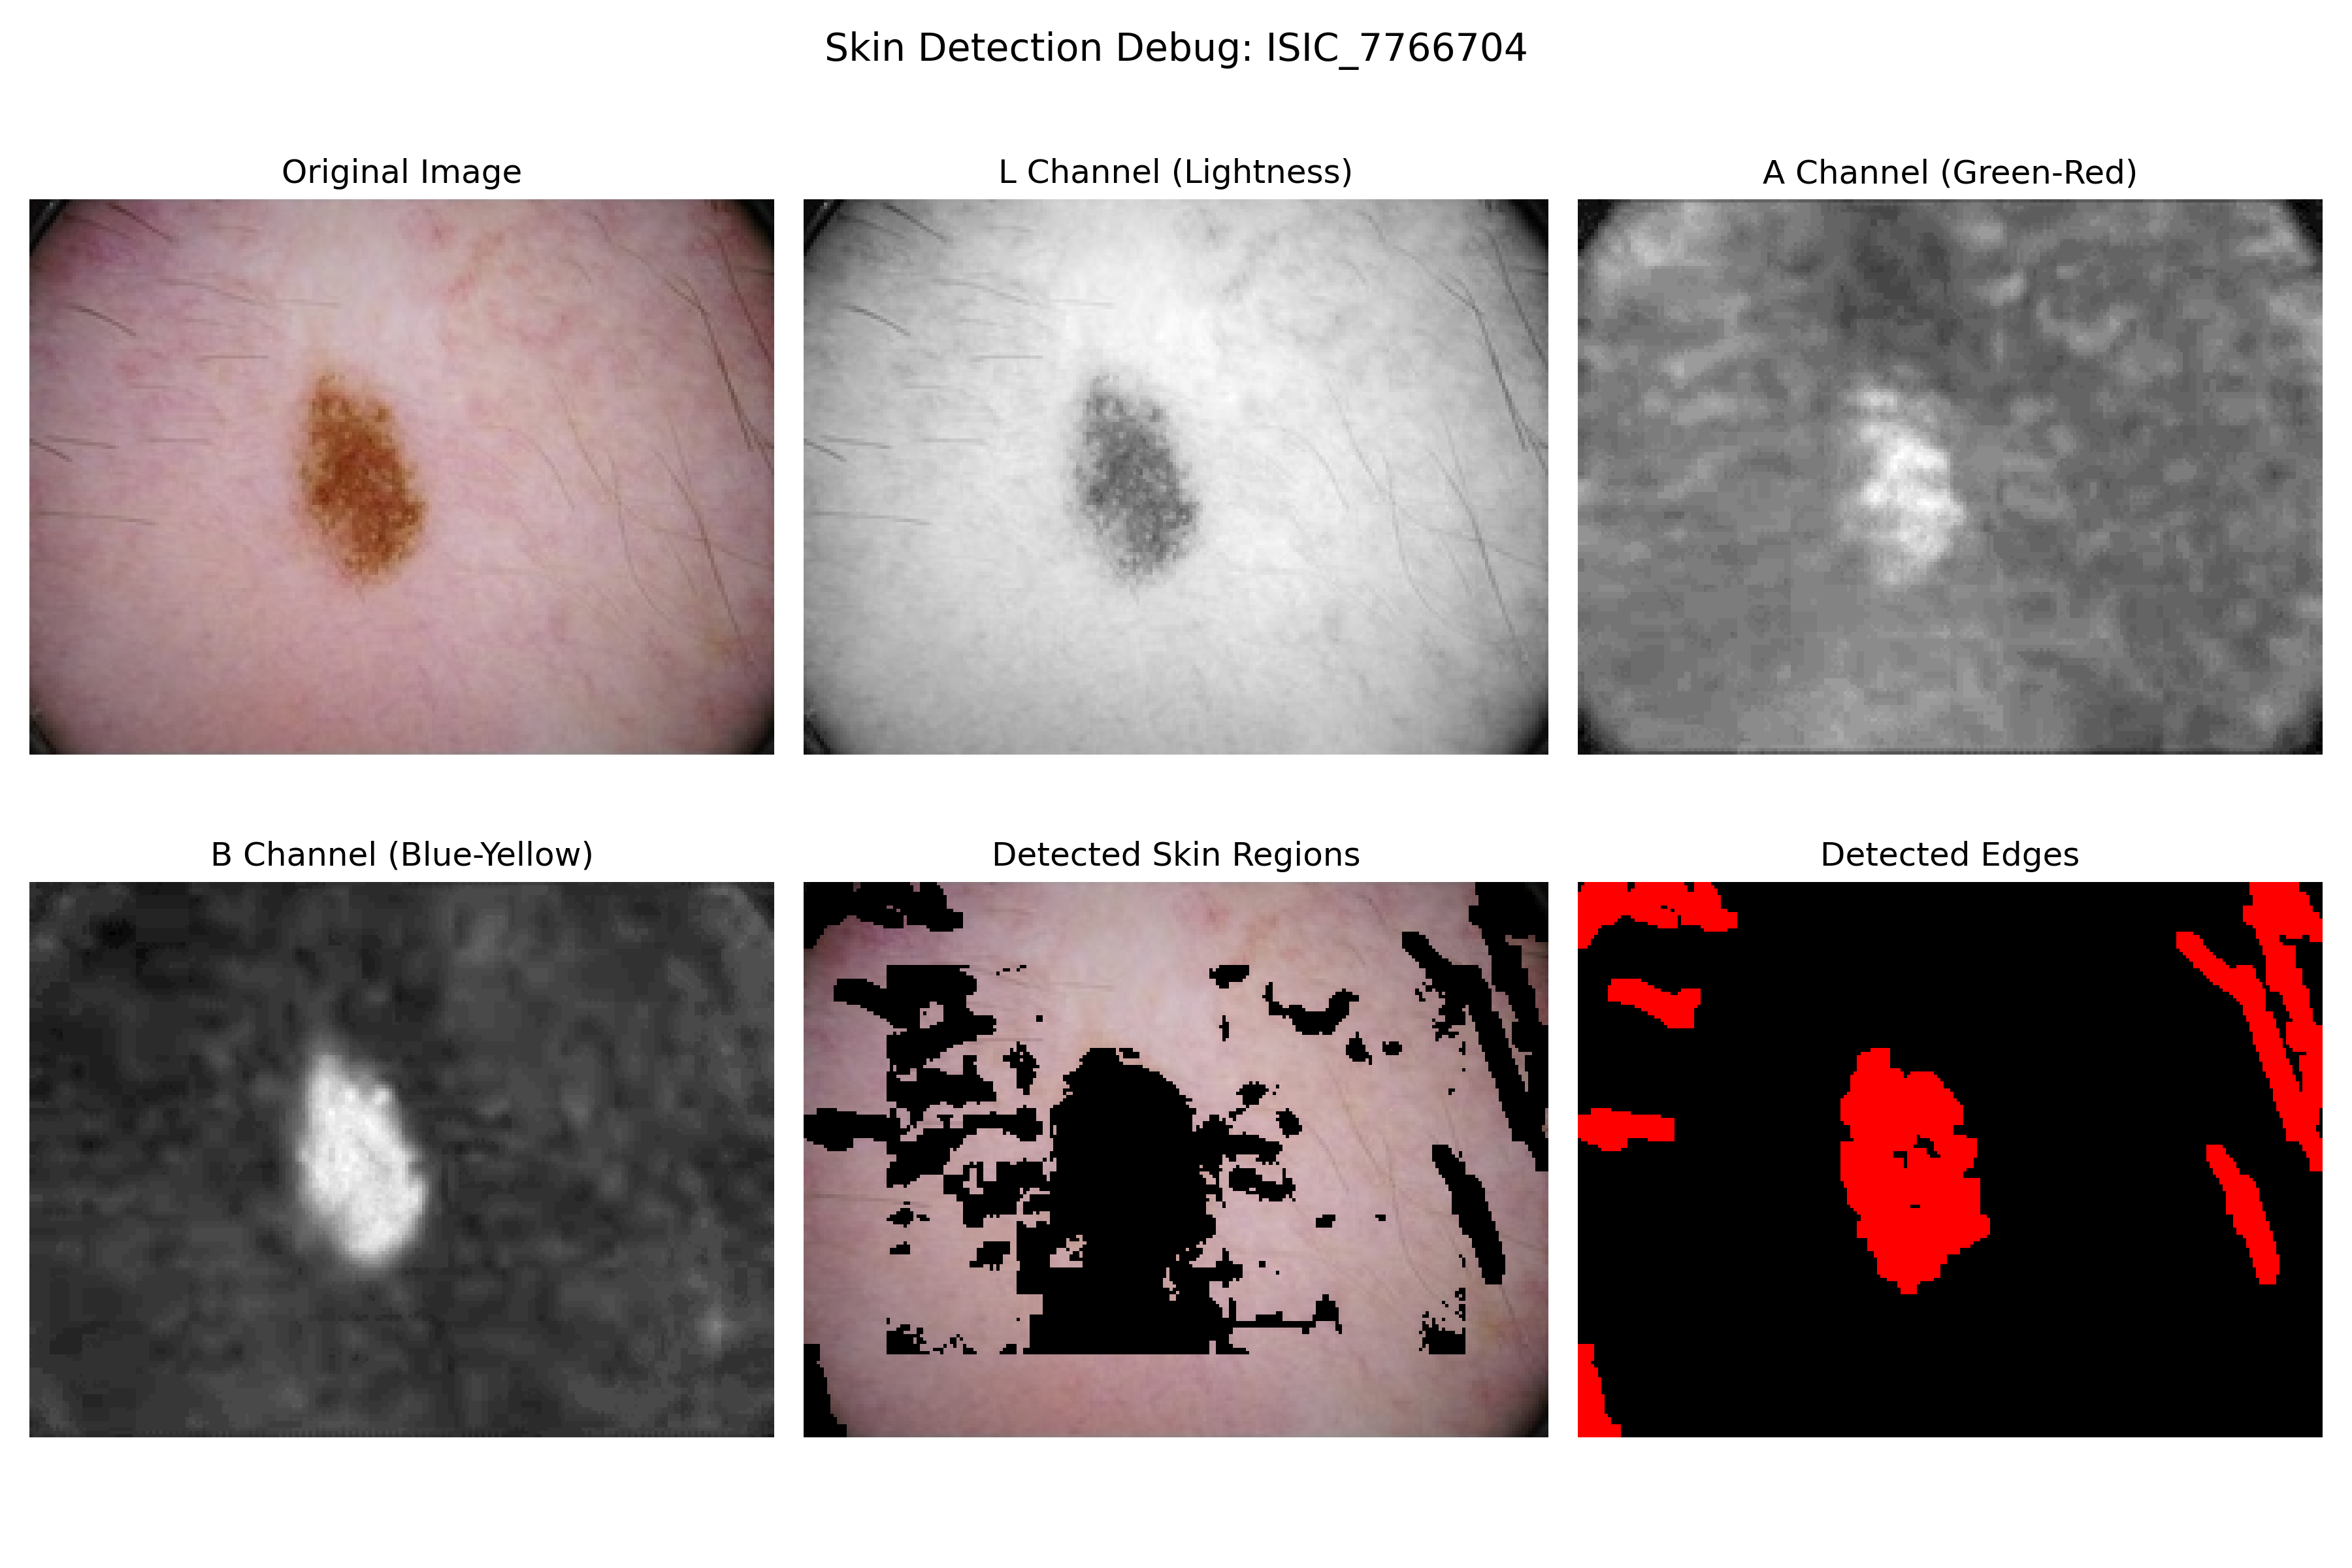 Skin Detection Debug: ISIC_7766704
Original Image
L Channel (Lightness)
A Channel (Green-Red)
B Channel (Blue-Yellow)
Detected Skin Regions
Detected Edges